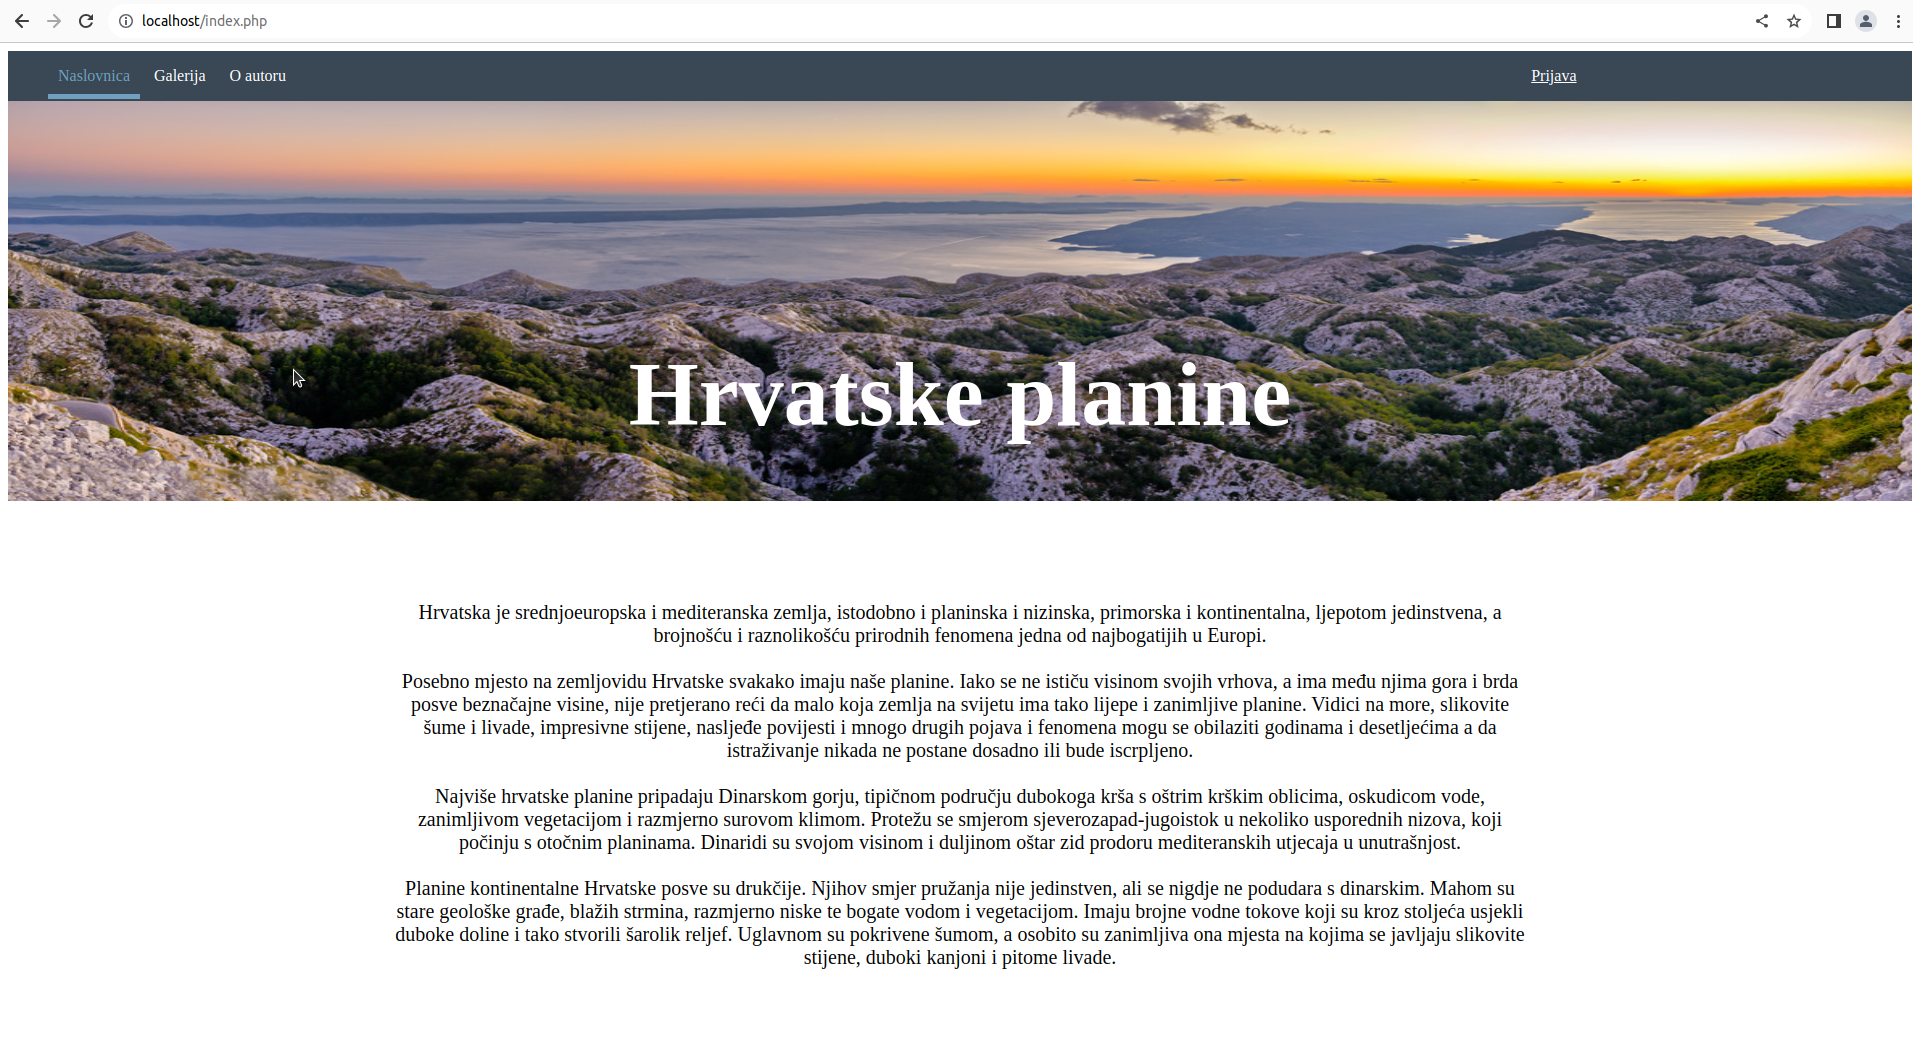 localhost/index.php
Naslovnica Galerija O autoru Prijava
Hrvatske planine
Hrvatska je srednjoeuropska i mediteranska zemlja, istodobno i planinska i nizinska, primorska i kontinentalna, ljepotom jedinstvena, a
brojnošću i raznolikošću prirodnih fenomena jedna od najbogatijih u Europi.
Posebno mjesto na zemljovidu Hrvatske svakako imaju naše planine. Iako se ne ističu visinom svojih vrhova, a ima među njima gora i brda
posve beznačajne visine, nije pretjerano reći da malo koja zemlja na svijetu ima tako lijepe i zanimljive planine. Vidici na more, slikovite
šume i livade, impresivne stijene, nasljeđe povijesti i mnogo drugih pojava i fenomena mogu se obilaziti godinama i desetljećima a da
istraživanje nikada ne postane dosadno ili bude iscrpljeno.
Najviše hrvatske planine pripadaju Dinarskom gorju, tipičnom području dubokoga krša s oštrim krškim oblicima, oskudicom vode,
zanimljivom vegetacijom i razmjerno surovom klimom. Protežu se smjerom sjeverozapad-jugoistok u nekoliko usporednih nizova, koji
počinju s otočnim planinama. Dinaridi su svojom visinom i duljinom oštar zid prodoru mediteranskih utjecaja u unutrašnjost.
Planine kontinentalne Hrvatske posve su drukčije. Njihov smjer pružanja nije jedinstven, ali se nigdje ne podudara s dinarskim. Mahom su
stare geološke građe, blažih strmina, razmjerno niske te bogate vodom i vegetacijom. Imaju brojne vodne tokove koji su kroz stoljeća usjekli
duboke doline i tako stvorili šarolik reljef. Uglavnom su pokrivene šumom, a osobito su zanimljiva ona mjesta na kojima se javljaju slikovite
stijene, duboki kanjoni i pitome livade.